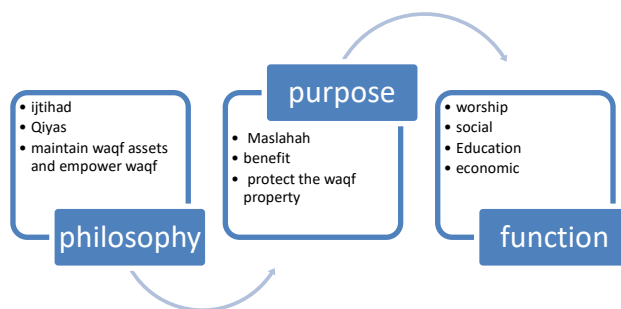 • ijtihad
• Qiyas
• maintain waqf assets
and empower waqf
philosophy
purpose
• Maslahah
• benefit
• protect the waqf
property
• worship
• social
• Education
• economic
function